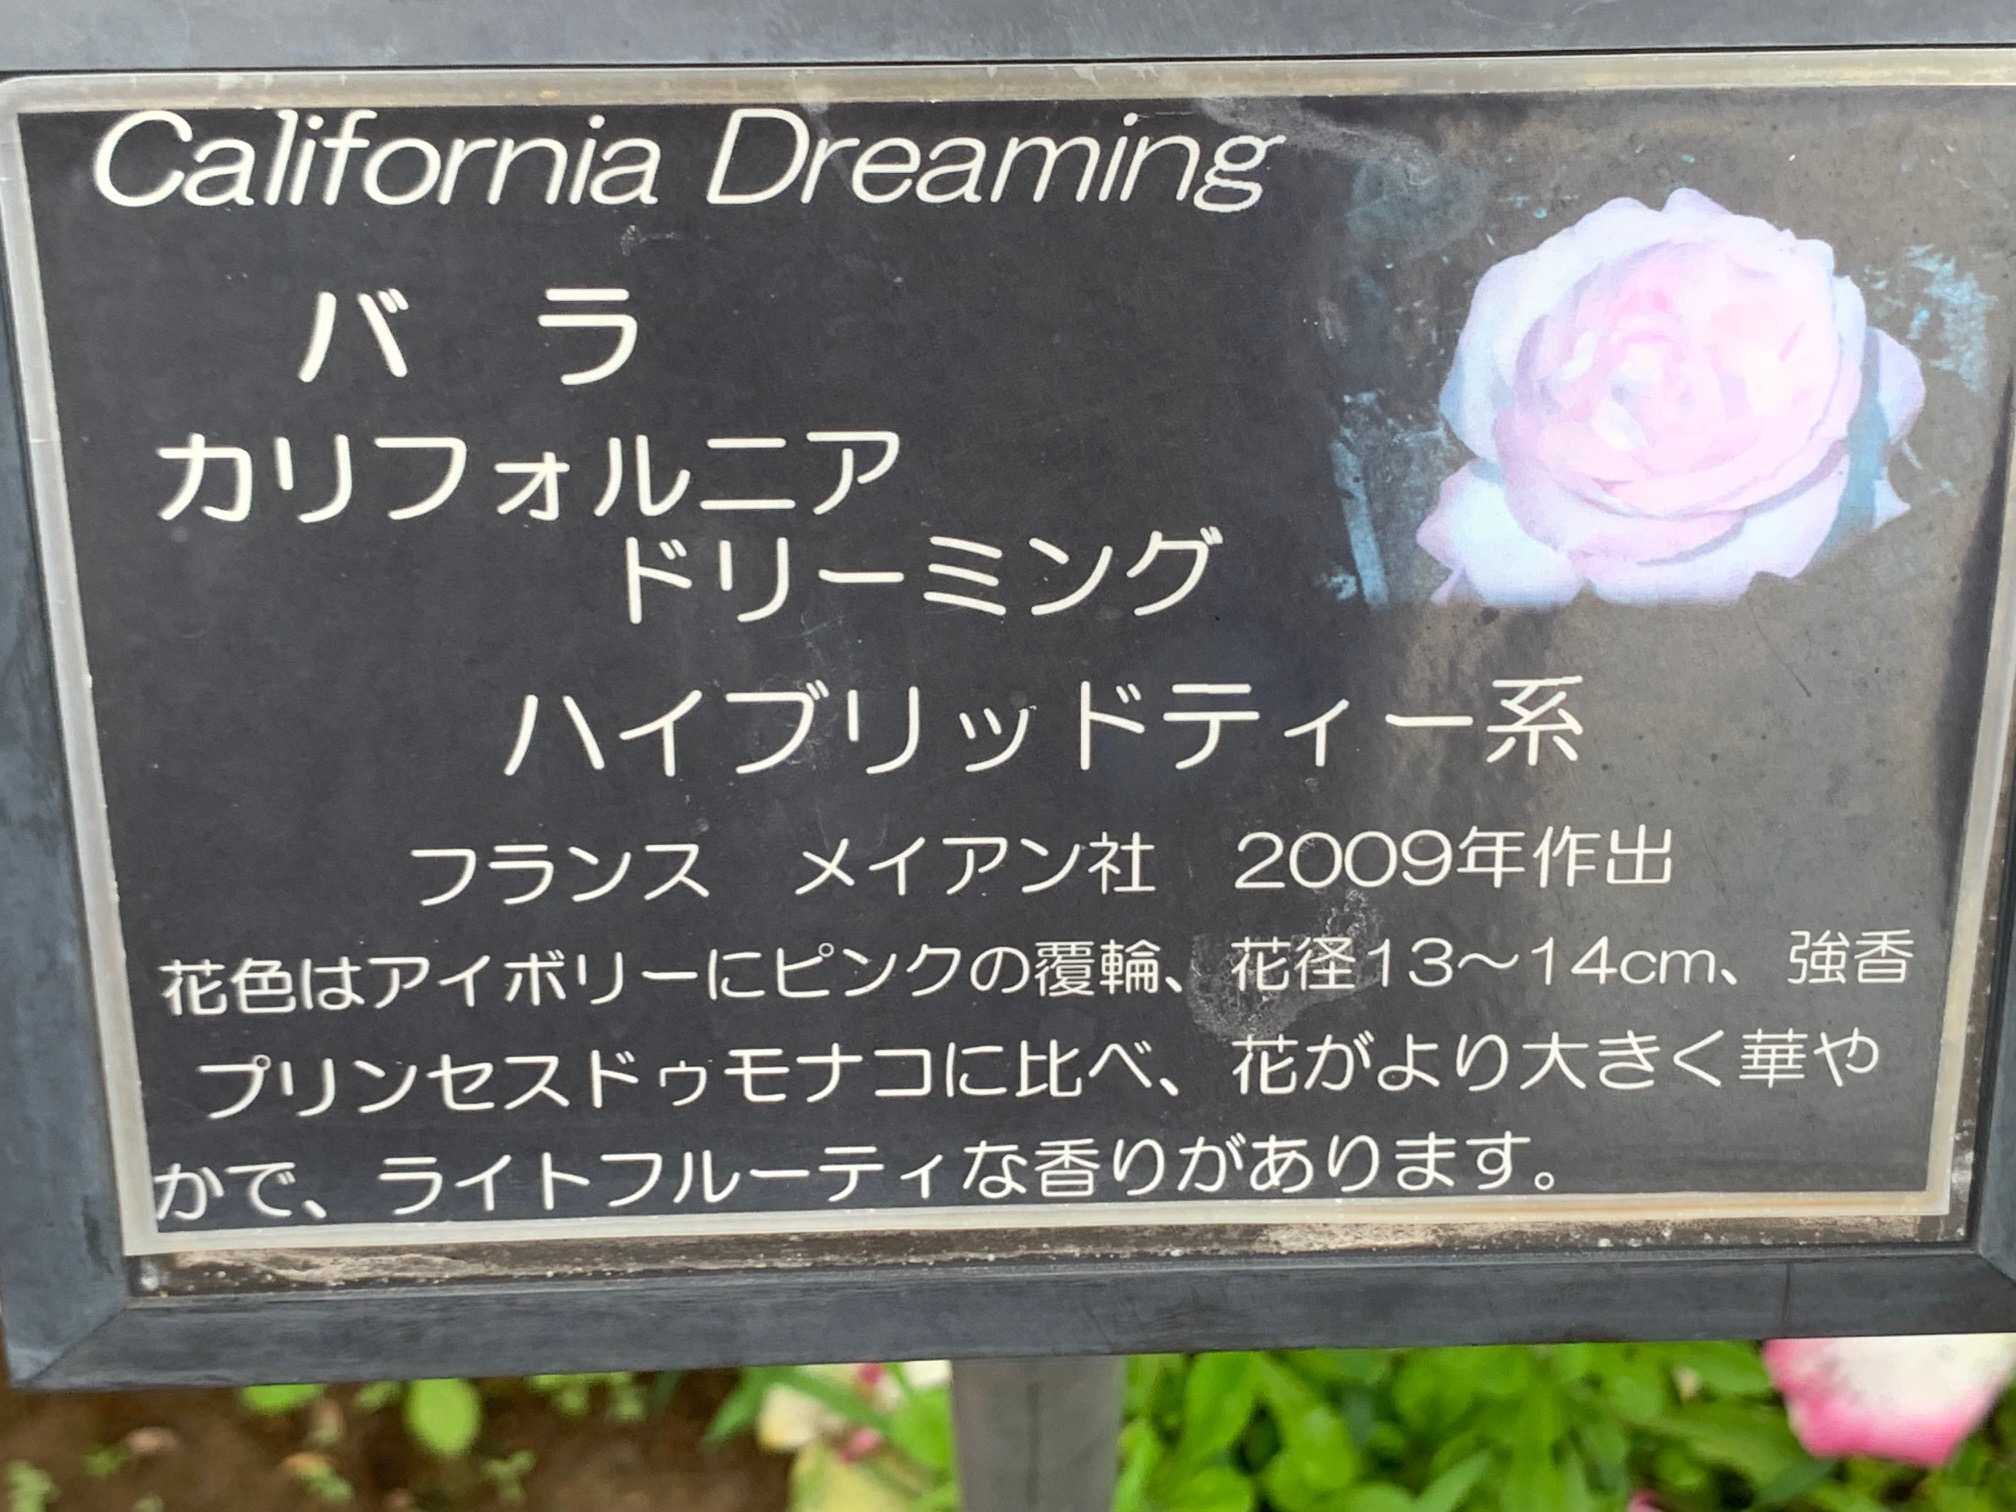 California Dreaming
バ ラ
カリフォルニア
ドリーミング
ハイブリッドティー系
フランス メイアン社 2009年作出
花色はアイボリーにピンクの覆輪、花径13～14cm、強香
プリンセスドゥモナコに比べ、花がより大きく華や
かで、ライトフルーティな香りがあります。